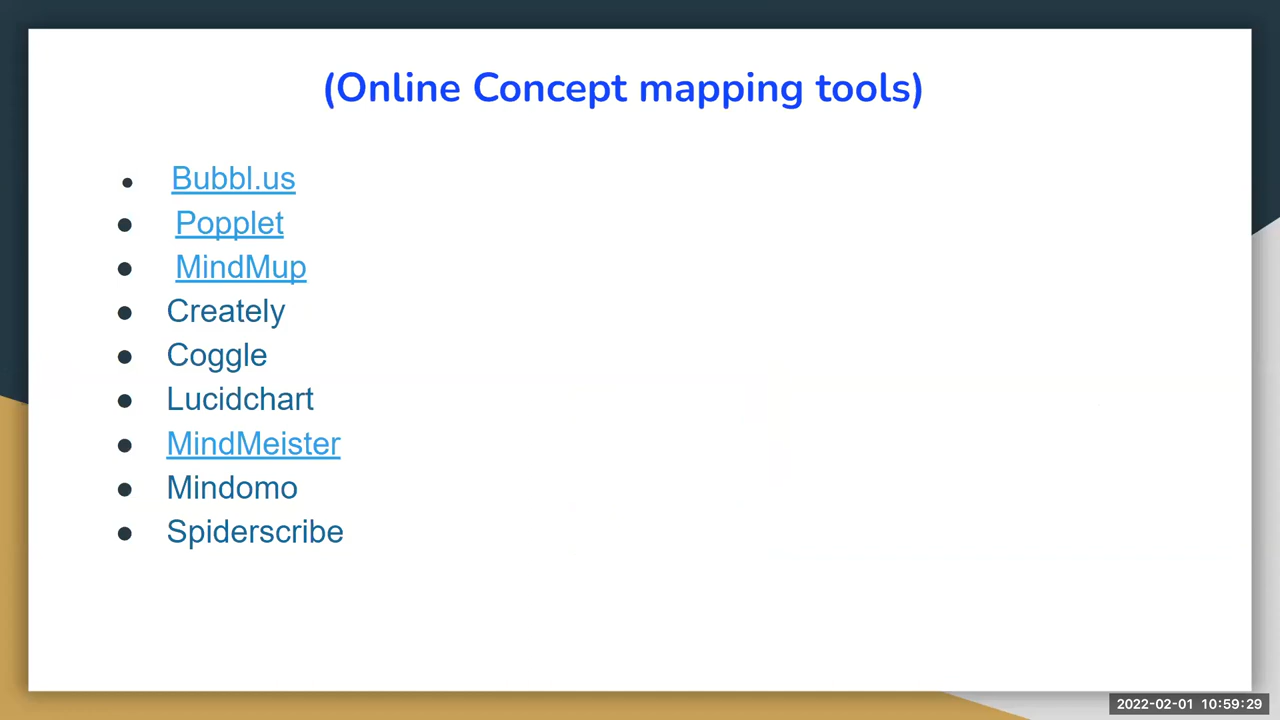 (Online Concept mapping tools)
● Bubbl.us
● Popplet
● MindMup
● Creately
● Coggle
● Lucidchart
● MindMeister
● Mindomo
● Spiderscribe
2022-02-01 10:59:29